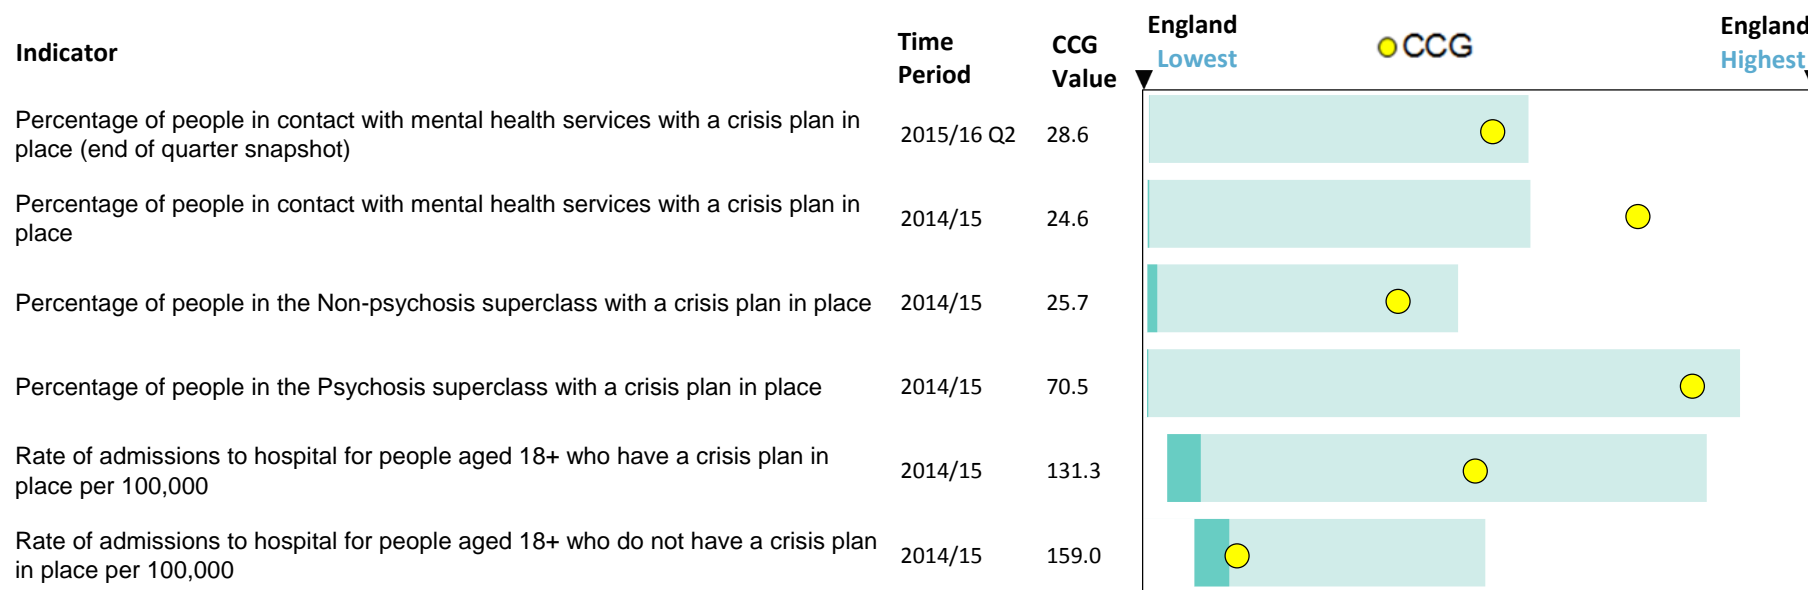 Indicator
Time Period
CCG Value
England Lowest
CCG
England Highest
Percentage of people in contact with mental health services with a crisis plan in
place (end of quarter snapshot)
2015/16 Q2
28.6
Percentage of people in contact with mental health services with a crisis plan in
place
2014/15
24.6
Percentage of people in the Non-psychosis superclass with a crisis plan in place
2014/15
25.7
Percentage of people in the Psychosis superclass with a crisis plan in place
2014/15
70.5
Rate of admissions to hospital for people aged 18+ who have a crisis plan in
place per 100,000
2014/15
131.3
Rate of admissions to hospital for people aged 18+ who do not have a crisis plan
in place per 100,000
2014/15
159.0